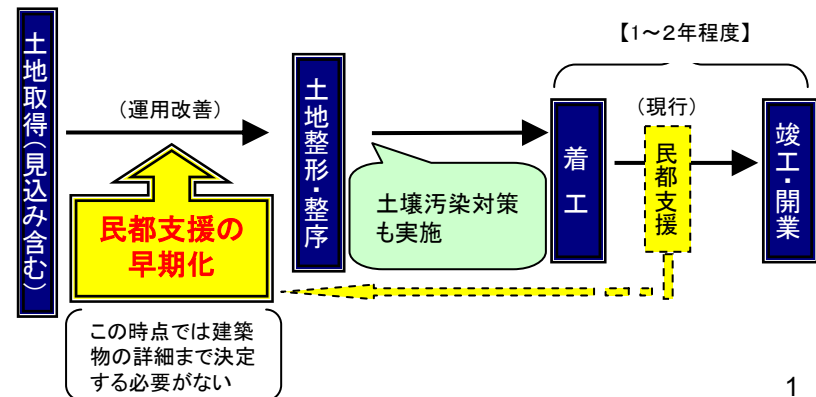 【1～2年程度】
土地取得（見込み含む）
（運用改善）
土地整形・整序
着工
（現行）
民都支援
竣工・開業
民都支援の
早期化
土壌汚染対策
も実施
この時点では建築
物の詳細まで決定
する必要がない
1